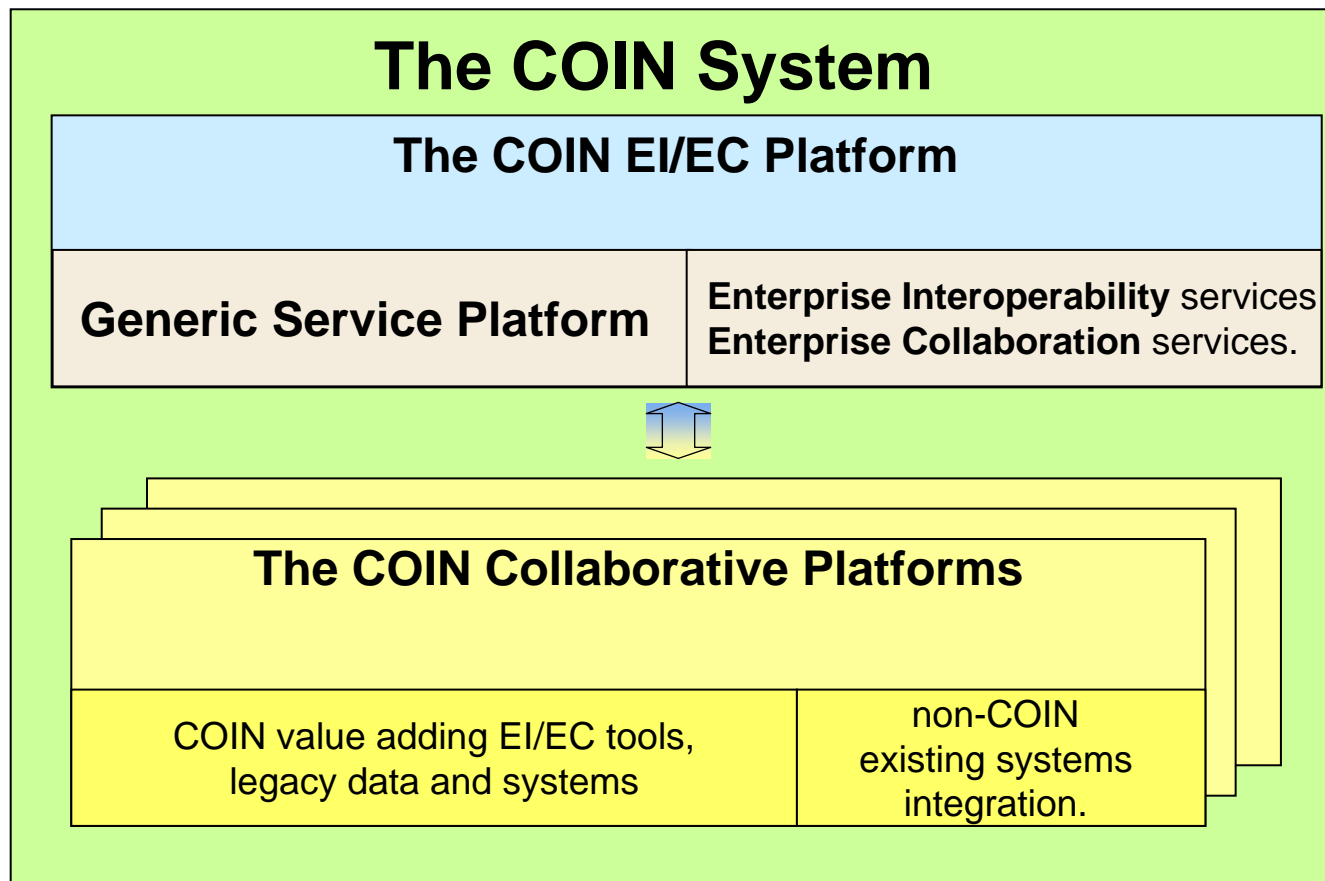 The COIN System
The COIN EI/EC Platform
Generic Service Platform
Enterprise Interoperability services
Enterprise Collaboration services.
The COIN Collaborative Platforms
COIN value adding EI/EC tools,
legacy data and systems
non-COIN
existing systems
integration.